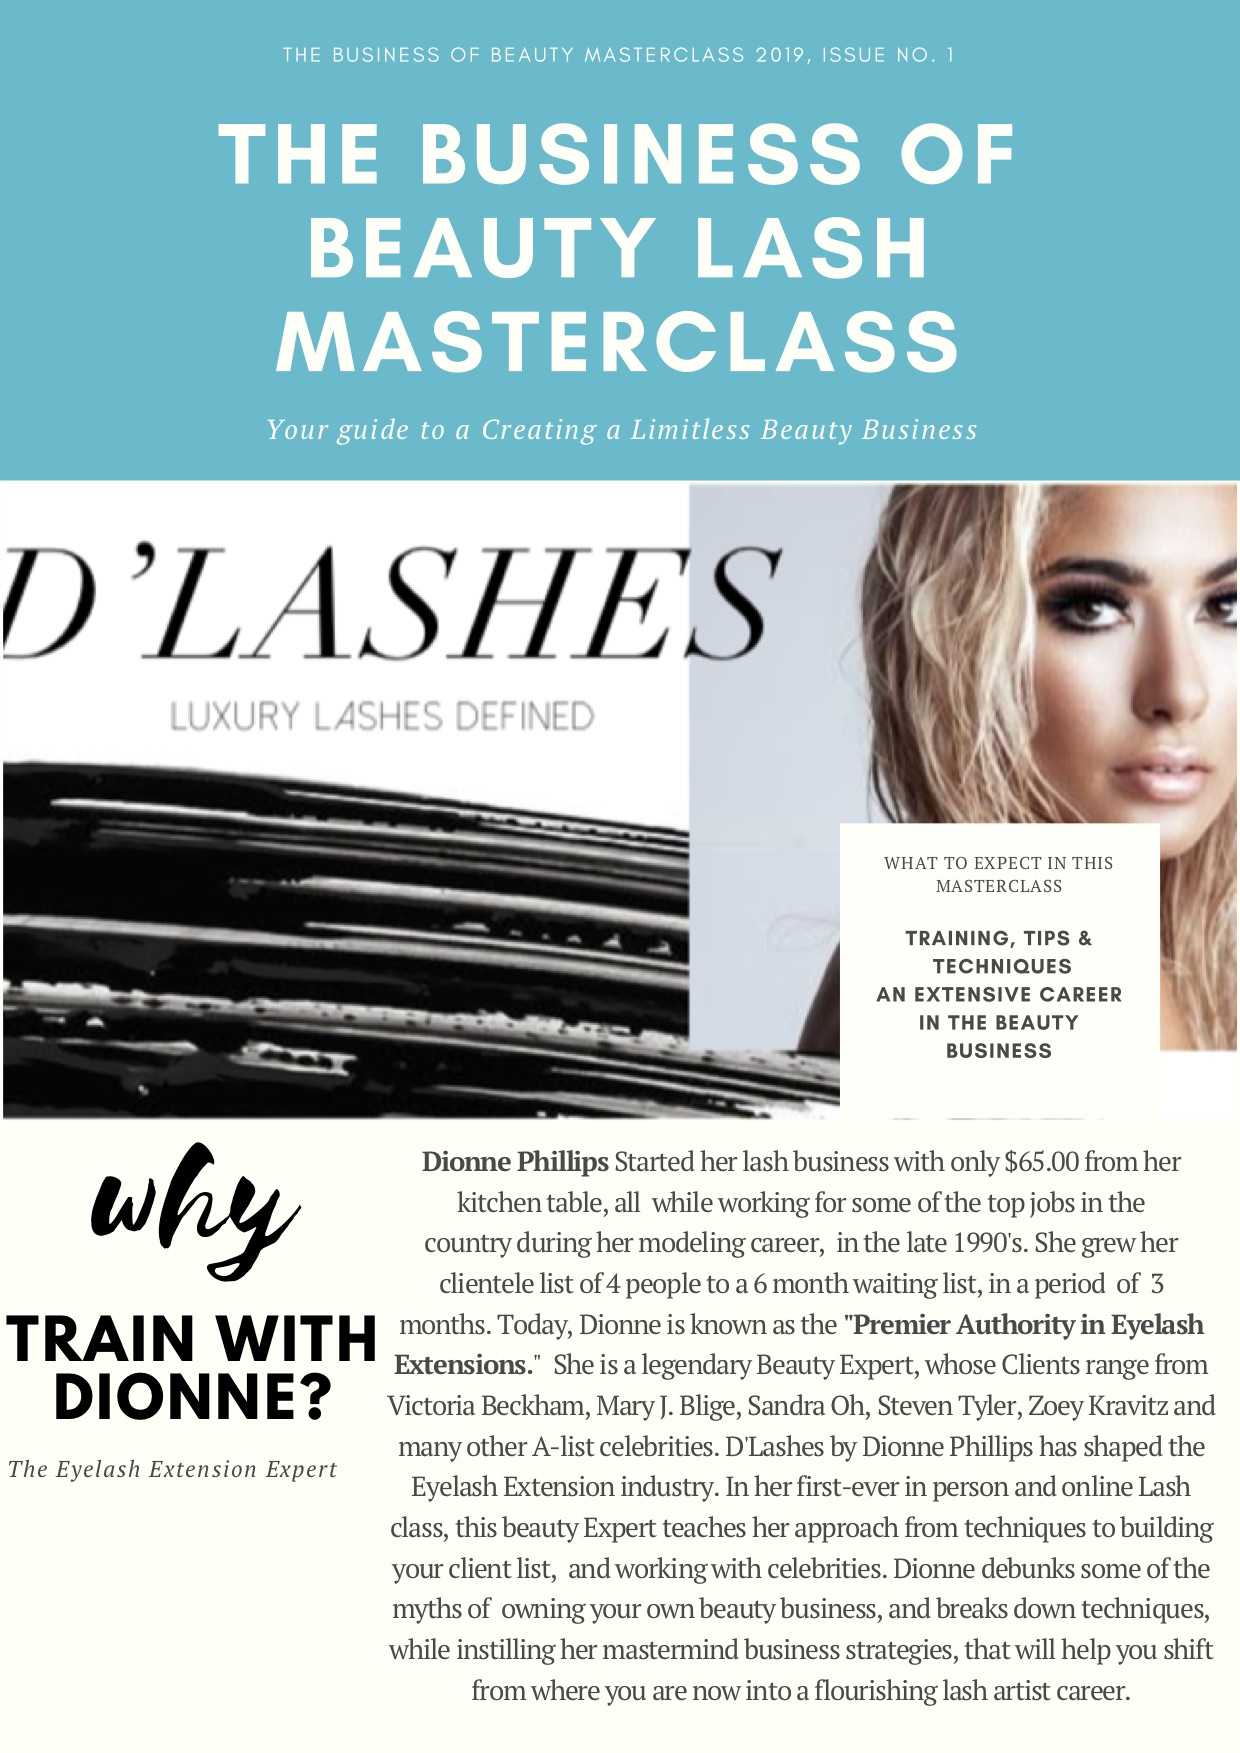 THE BUSINESS OF BEAUTY MASTERCLASS 2019, ISSUE NO. 1
THE BUSINESS OF
BEAUTY LASH
MASTERCLASS
Your guide to a Creating a Limitless Beauty Business
D'LASHES
LUXURY LASHES DEFINED
WHAT TO EXPECT IN THIS
MASTERCLASS
TRAINING, TIPS &
TECHNIQUES
AN EXTENSIVE CAREER
IN THE BEAUTY
BUSINESS
why
TRAIN WITH
DIONNE?
The Eyelash Extension Expert
Dionne Phillips Started her lash business with only $65.00 from her
kitchen table, all while working for some of the top jobs in the
country during her modeling career, in the late 1990's. She grew her
clientele list of 4 people to a 6 month waiting list, in a period of 3
months. Today, Dionne is known as the "Premier Authority in Eyelash
Extensions." She is a legendary Beauty Expert, whose Clients range from
Victoria Beckham, Mary J. Blige, Sandra Oh, Steven Tyler, Zoey Kravitz and
many other A-list celebrities. D'Lashes by Dionne Phillips has shaped the
Eyelash Extension industry. In her first-ever in person and online Lash
class, this beauty Expert teaches her approach from techniques to building
your client list, and working with celebrities. Dionne debunks some of the
myths of owning your own beauty business, and breaks down techniques,
while instilling her mastermind business strategies, that will help you shift
from where you are now into a flourishing lash artist career.